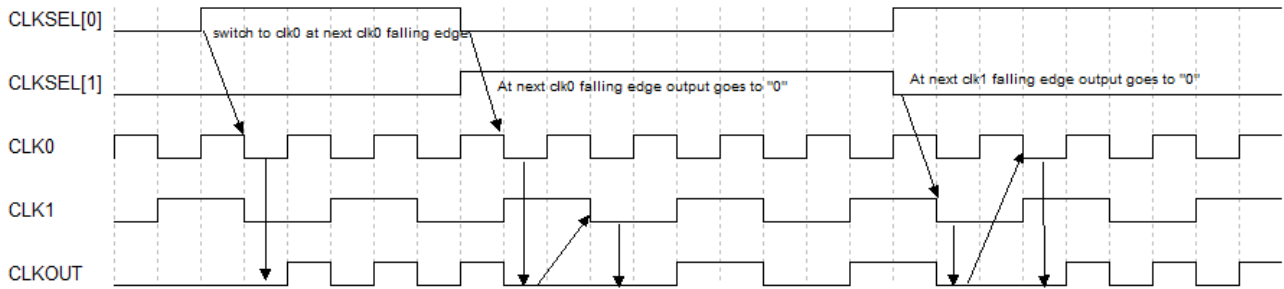 CLKSEL[0]
switch to clk0 at next clk0 falling edge
CLKSEL[1]
At next clk0 falling edge output goes to "0"
At next clk1 falling edge output goes to "0"
CLK0
CLK1
CLKOUT